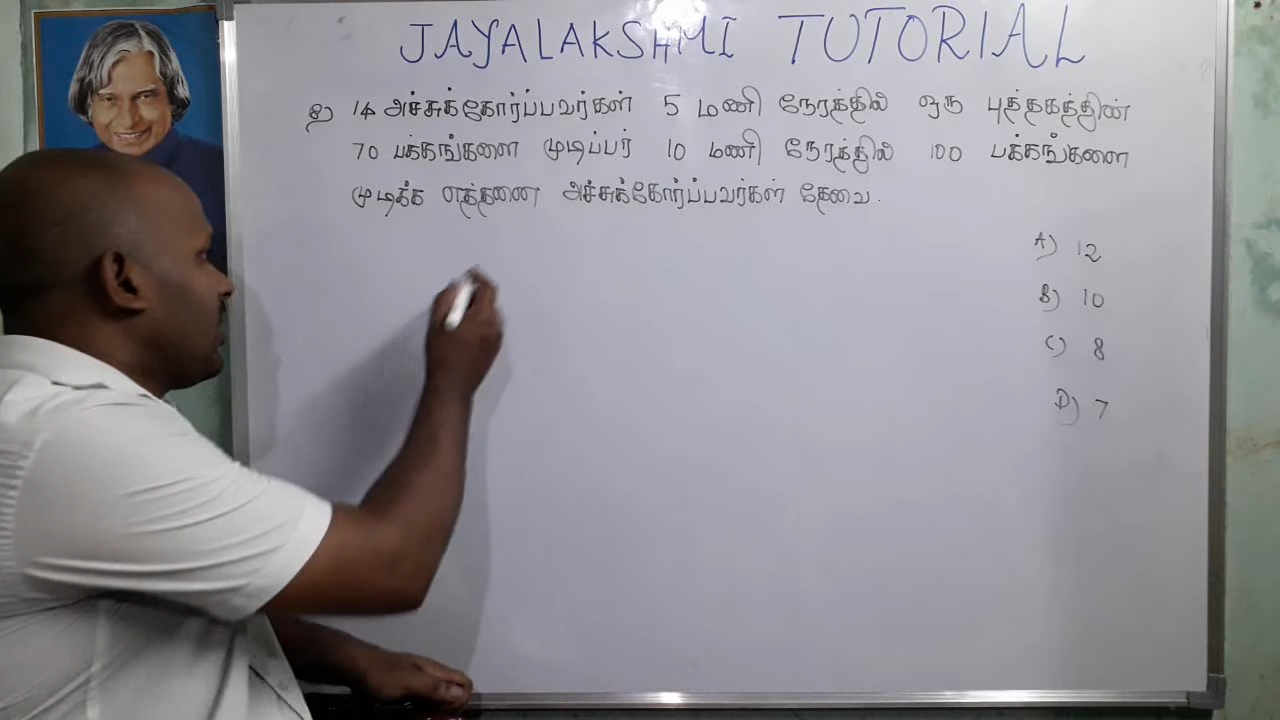 JAYALAKSHMI TUTORIAL
8) 14 அச்சுக்கோர்ப்பவர்கள் 5 மணி நேரத்தில் ஒரு புத்தகத்தின்
70 பக்கங்களை முடிப்பர் 10 மணி நேரத்தில் 100 பக்கங்களை
முடிக்க எத்தனை அச்சுக்கோர்ப்பவர்கள் தேவை.
A) 12
B) 10
C) 8
D) 7